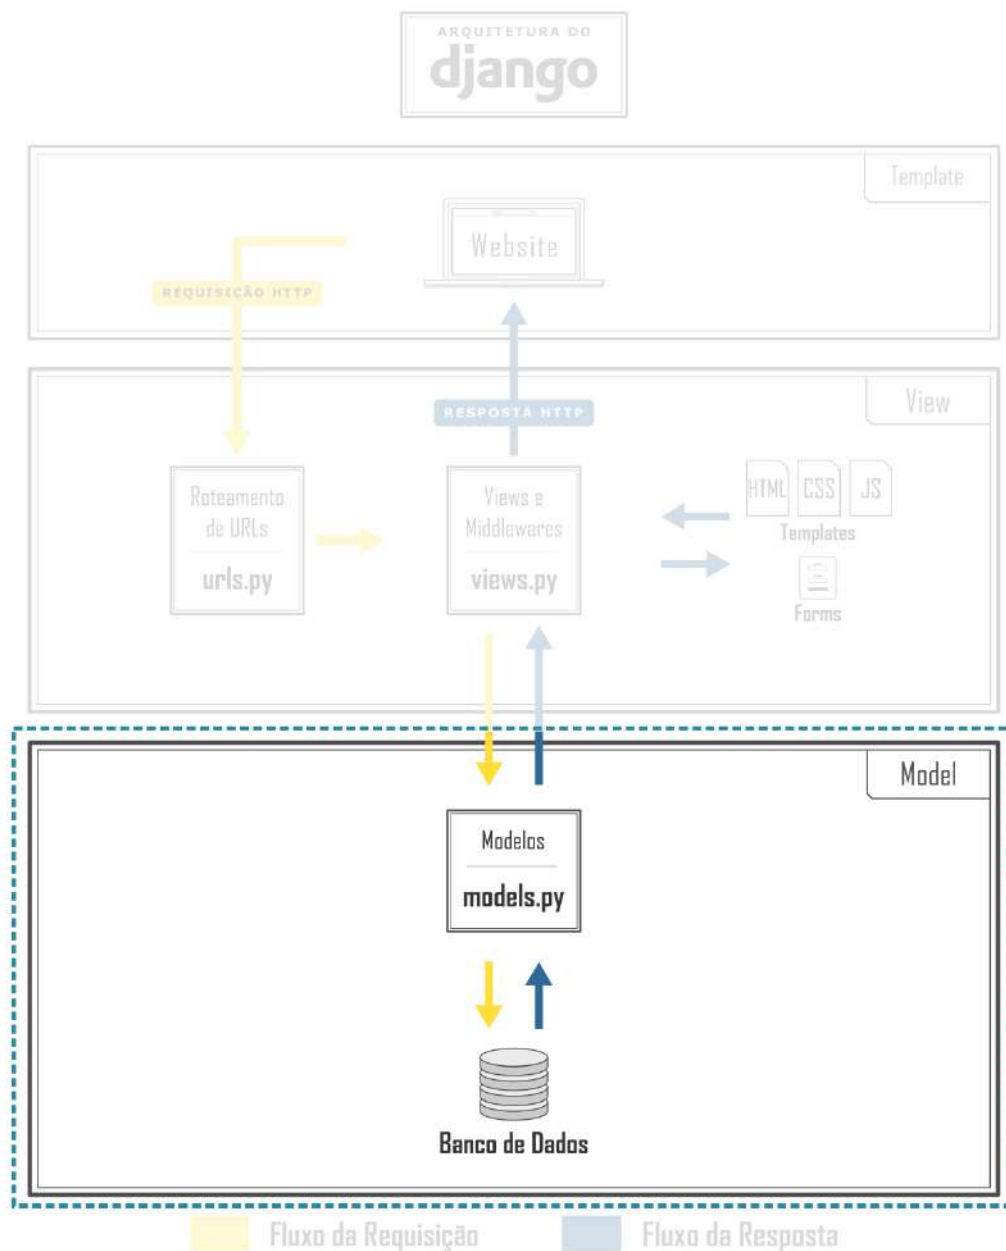 ARQUITETURA DO
django
Template
Website
REQUISIÇÃO HTTP
View
RESPOSTA HTTP
Roteamento
de URLs
urls.py
Views e
Middlewares
views.py
HTML
CSS
JS
Templates
Forms
Model
Modelos
models.py
Banco de Dados
Fluxo da Requisição
Fluxo da Resposta